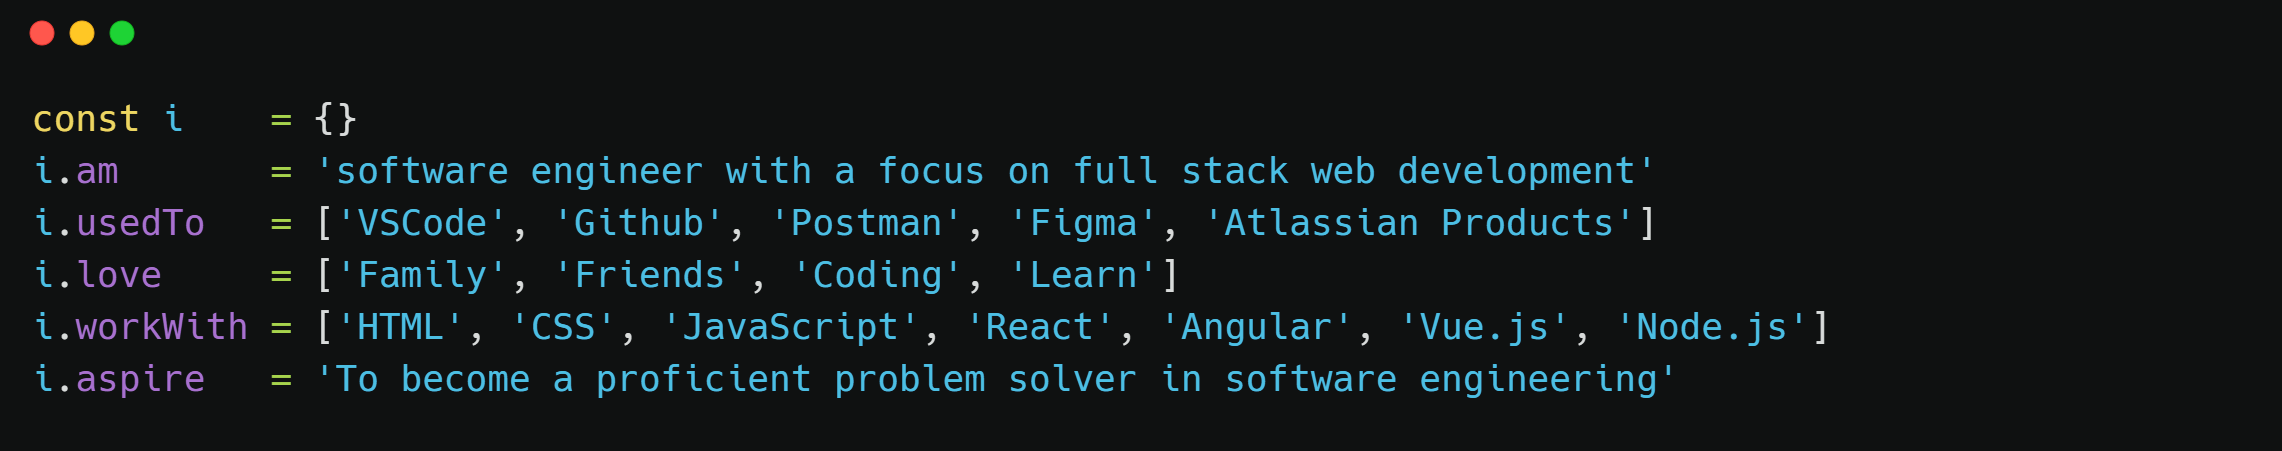 const i    = {}
i.am       = 'software engineer with a focus on full stack web development'
i.usedTo   = ['VSCode', 'Github', 'Postman', 'Figma', 'Atlassian Products']
i.love     = ['Family', 'Friends', 'Coding', 'Learn']
i.workWith = ['HTML', 'CSS', 'JavaScript', 'React', 'Angular', 'Vue.js', 'Node.js']
i.aspire   = 'To become a proficient problem solver in software engineering'